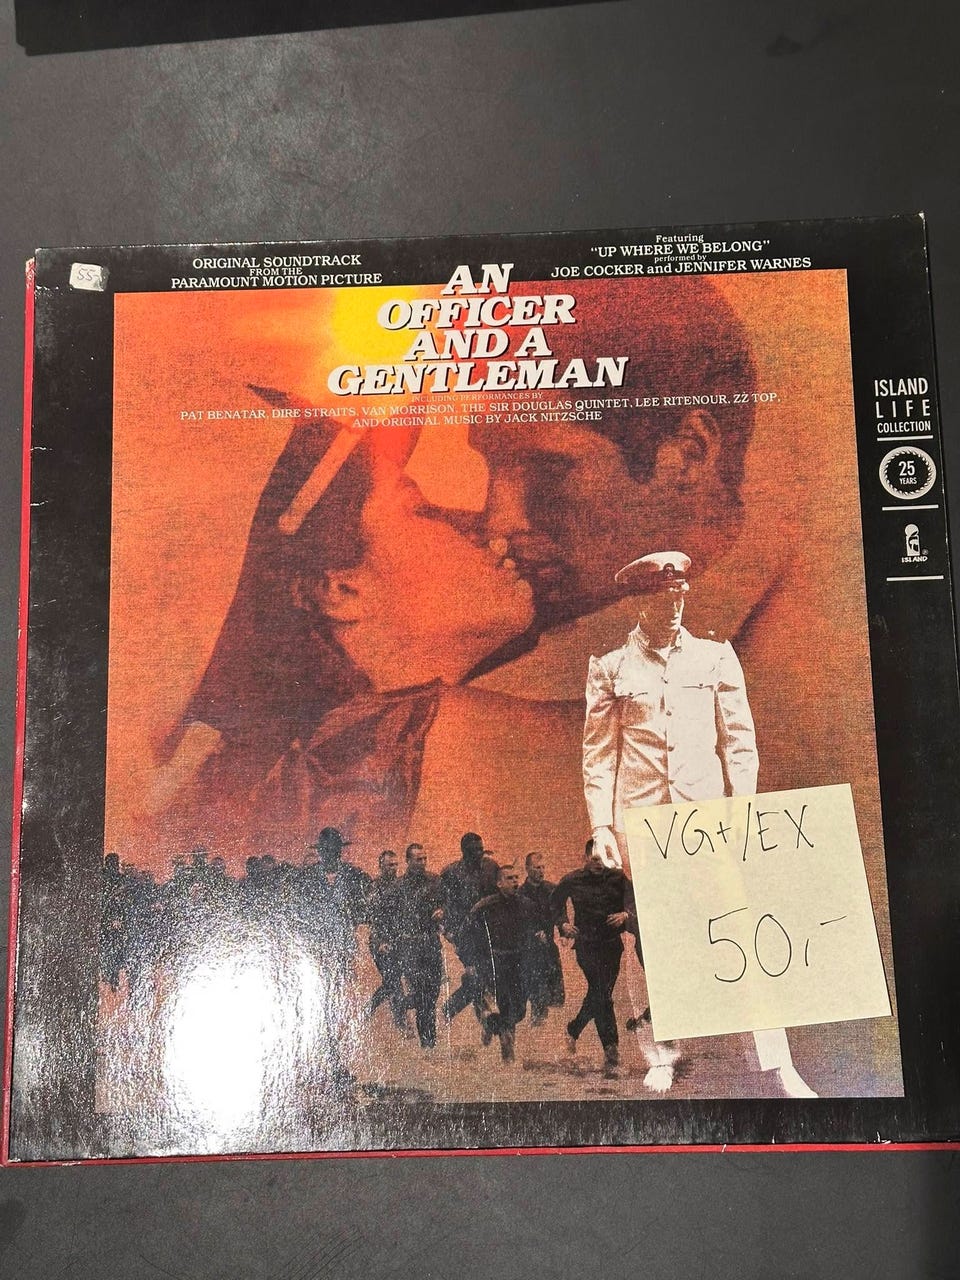 55,-
ORIGINAL SOUNDTRACK
FROM THE
PARAMOUNT MOTION PICTURE
Featuring
"UP WHERE WE BELONG"
performed by
JOE COCKER and JENNIFER WARNES
AN
OFFICER
AND A
GENTLEMAN
INCLUDING PERFORMANCES BY
PAT BENATAR, DIRE STRAITS, VAN MORRISON, THE SIR DOUGLAS QUINTET, LEE RITENOUR, ZZ TOP,
AND ORIGINAL MUSIC BY JACK NITZSCHE
ISLAND
LIFE
COLLECTION
25
YEARS
ISLAND®
VG+/EX
50,-